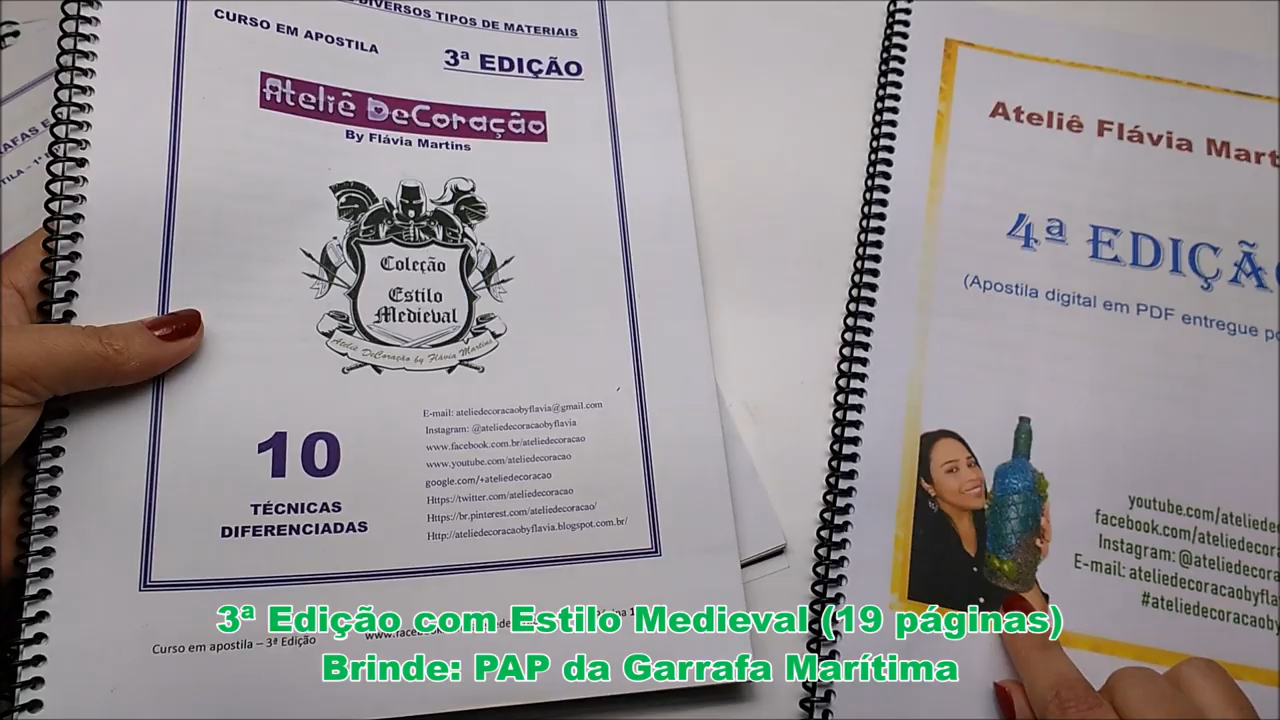 DIVERSOS TIPOS DE MATERIAIS
CURSO EM APOSTILA
3ª EDIÇÃO
Ateliê DeCoração
By Flávia Martins
Coleção
Estilo
Medieval
Ateliê DeCoração by Flávia Martins
10
TÉCNICAS
DIFERENCIADAS
E-mail: ateliedecoracaobyflavia@gmail.com
Instagram: @ateliedecoracaobyflavia
www.facebook.com.br/ateliedecoracao
www.youtube.com/ateliedecoracao
google.com/+ateliedecoracao
Https://twitter.com/ateliedecoracao
Https://br.pinterest.com/ateliedecoracao/
Http://ateliedecoracaobyflavia.blogspot.com.br/
Curso em apostila – 3ª Edição
Ateliê Flávia Mart
4ª EDIÇÃ
(Apostila digital em PDF entregue
youtube.com/ateliede
facebook.com/ateliedecora
Instagram: @ateliedecora
E-mail: ateliedecoracaobyfla
#ateliedecoracaoby
3ª Edição com Estilo Medieval (19 páginas)
Brinde: PAP da Garrafa Marítima